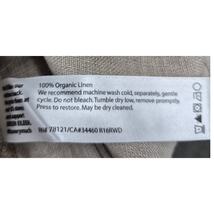 100% Organic Linen
We recommend machine wash cold, separately, gentle
cycle. Do not bleach. Tumble dry low, remove promptly.
Press to restore. May be dry cleaned.
RN# 78121/CA#34460 R16RWD